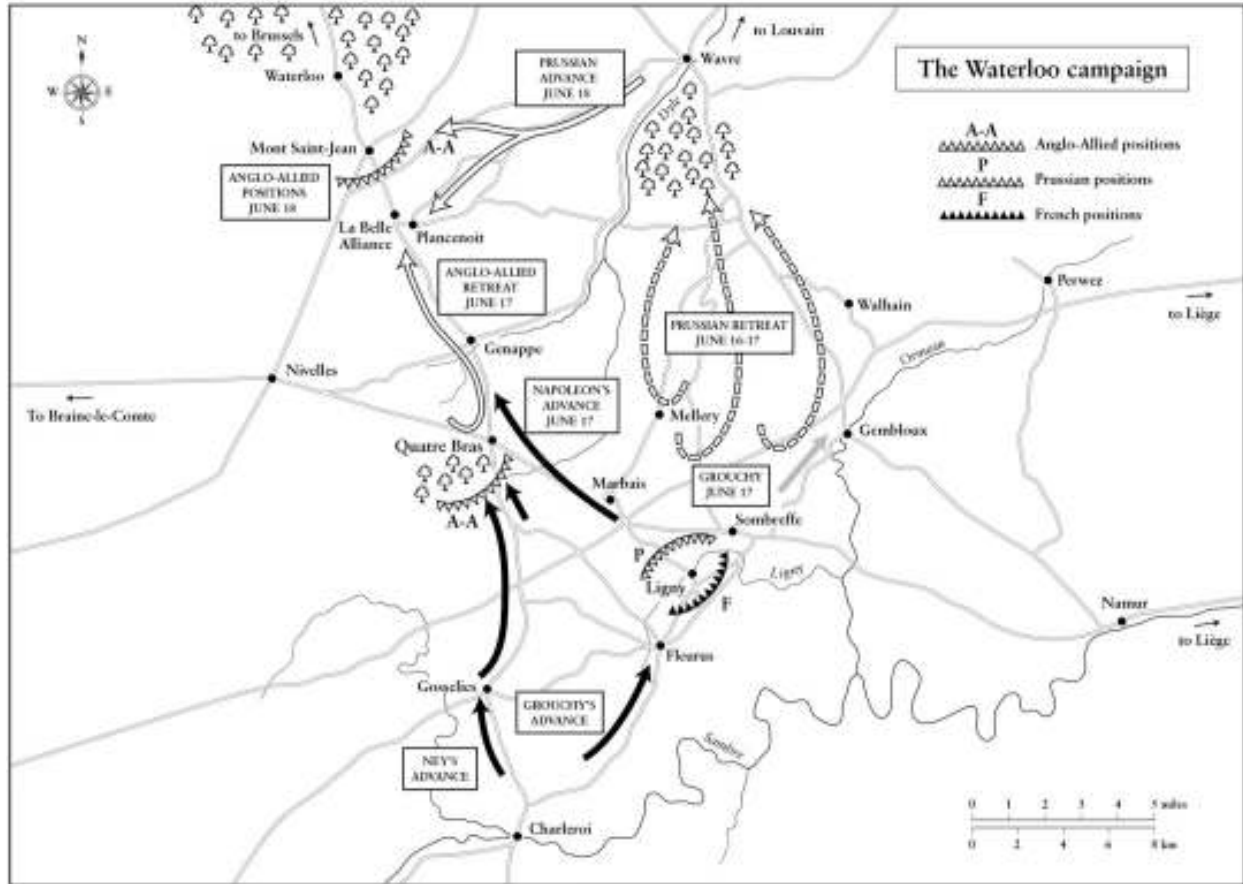 The Waterloo campaign
A-A
Anglo-Allied positions
P
Prussian positions
F
French positions
N
W
E
S
to Brussels
Waterloo
PRUSSIAN
ADVANCE
JUNE 18
Wavre
to Louvain
Dyle
Mont Saint-Jean
A-A
ANGLO-ALLIED
POSITIONS
JUNE 18
La Belle
Alliance
Plancenoit
ANGLO-ALLIED
RETREAT
JUNE 17
Perwez
Walhain
to Liège
PRUSSIAN RETREAT
JUNE 16-17
Genappe
Nivelles
To Braine-le-Comte
NAPOLEON'S
ADVANCE
JUNE 17
Mellery
Quatre Bras
Gembloux
A-A
Marbais
GROUCHY
JUNE 17
Sombreffe
P
Ligny
Ligny
F
Namur
to Liège
Fleurus
Gosselies
GROUCHY'S
ADVANCE
NEY'S
ADVANCE
Sambre
Charleroi
0 1 2 3 4 5 miles
0 2 4 6 8 km